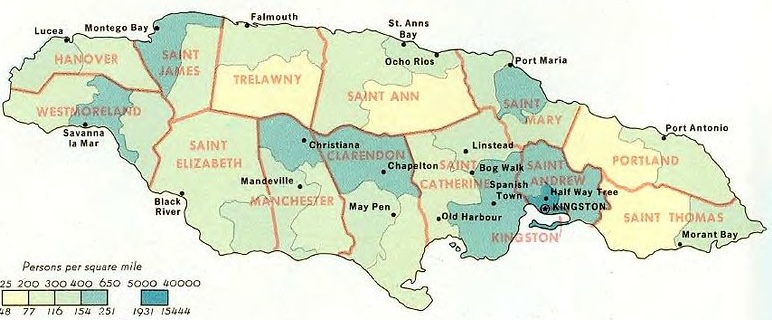 Lucea
Montego Bay
Falmouth
St. Anns
Bay
Ocho Rios
Port Maria
HANOVER
SAINT
JAMES
TRELAWNY
SAINT ANN
SAINT
MARY
WESTMORELAND
Savanna
la Mar
SAINT
ELIZABETH
Christiana
CLARENDON
Chapelton
Linstead
Bog Walk
SAINT
CATHERINE
Spanish
Town
SAINT
ANDREW
Half Way Tree
KINGSTON
Port Antonio
PORTLAND
Mandeville
MANCHESTER
Black
River
May Pen
Old Harbour
KINGSTON
SAINT THOMAS
Morant Bay
Persons per square mile
25 200 300 400 650 5000 40000
48 77 116 154 251 1931 15444